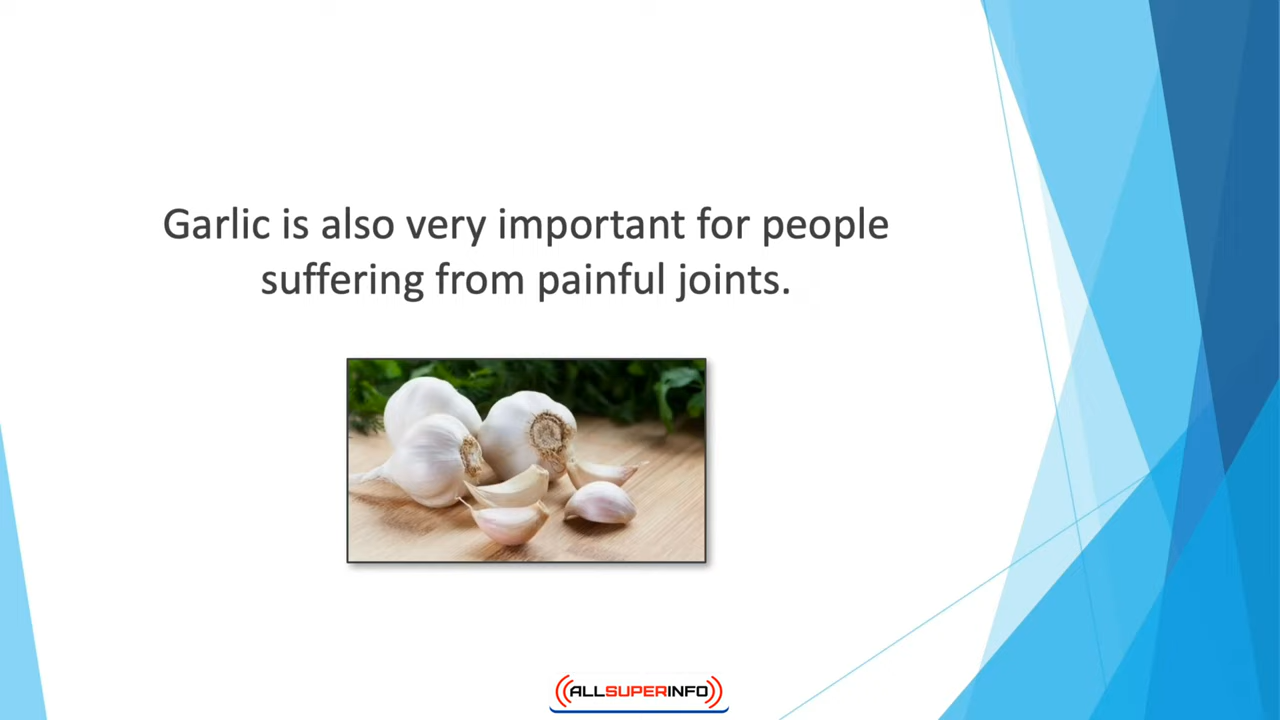 Garlic is also very important for people
suffering from painful joints.
ALLSUPERINFO